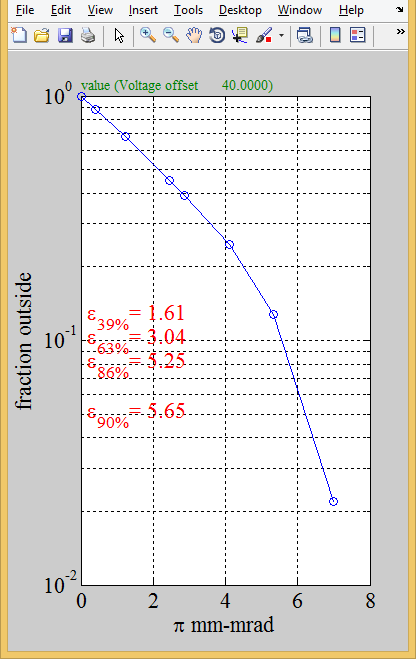 File Edit View Insert Tools Desktop Window Help
value (Voltage offset 40.0000)
10^0
ε39% = 1.61
ε63% = 3.04
ε86% = 5.25
ε90% = 5.65
10^-1
10^-2
fraction outside
0 2 4 6 8
π mm-mrad